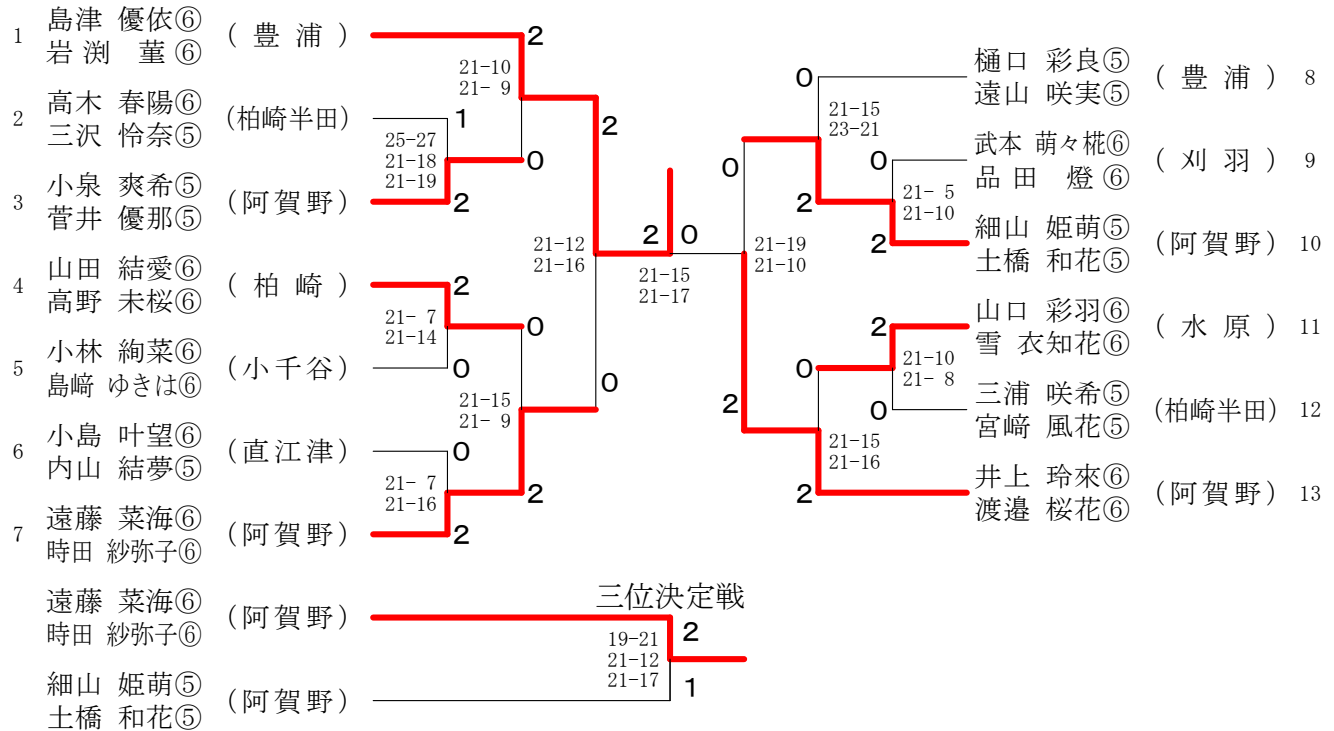 1
島津 優依⑥
岩渕 菫⑥
(豊浦)
2
高木 春陽⑥
三沢 怜奈⑤
(柏崎半田)
3
小泉 爽希⑤
菅井 優那⑤
(阿賀野)
4
山田 結愛⑥
高野 未桜⑥
(柏崎)
5
小林 絢菜⑥
島﨑 ゆきは⑥
(小千谷)
6
小島 叶望⑥
内山 結夢⑤
(直江津)
7
遠藤 菜海⑥
時田 紗弥子⑥
(阿賀野)
2
21-10
21- 9
0
1
25-27
21-18
21-19
2
2
21- 7
21-14
0
0
21-15
21- 9
2
0
21- 7
21-16
2
2
21-12
21-16
0
2 0
21-15
21-17
0
21-19
21-10
2
0
21-15
23-21
2
0
21- 5
21-10
2
2
21-10
21- 8
0
0
21-15
21-16
2
樋口 彩良⑤
遠山 咲実⑤
(豊浦)
8
武本 萌々椛⑥
品田 燈⑥
(刈羽)
9
細山 姫萌⑤
土橋 和花⑤
(阿賀野)
10
山口 彩羽⑥
雪 衣知花⑥
(水原)
11
三浦 咲希⑤
宮﨑 風花⑤
(柏崎半田)
12
井上 玲來⑥
渡邉 桜花⑥
(阿賀野)
13
三位決定戦
遠藤 菜海⑥
時田 紗弥子⑥
(阿賀野)
細山 姫萌⑤
土橋 和花⑤
(阿賀野)
19-21
21-12
21-17
2
1